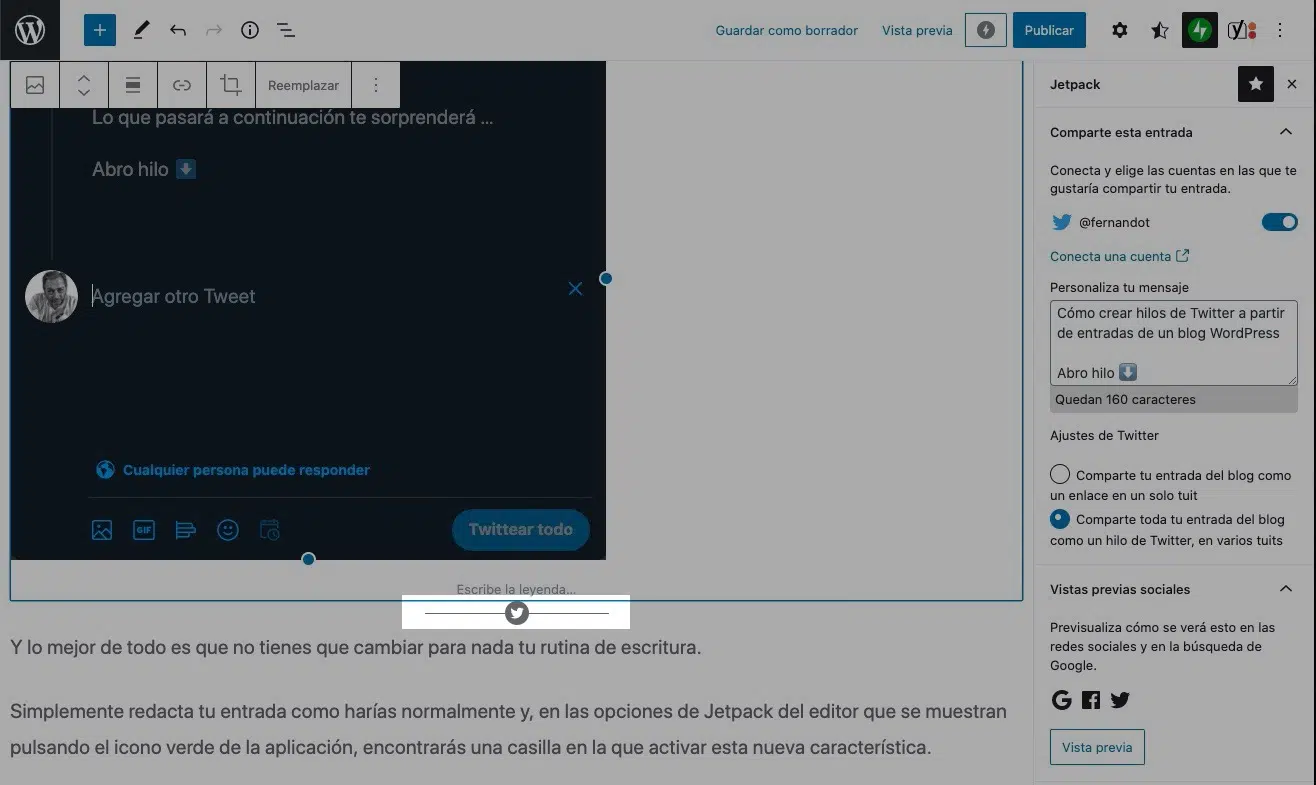 Guardar como borrador
Vista previa
Publicar
Reemplazar
Lo que pasará a continuación te sorprenderá ...
Abro hilo ⬇️
Agregar otro Tweet
Cualquier persona puede responder
GIF
Twittear todo
Escribe la leyenda...
Y lo mejor de todo es que no tienes que cambiar para nada tu rutina de escritura.
Simplemente redacta tu entrada como harías normalmente y, en las opciones de Jetpack del editor que se muestran
pulsando el icono verde de la aplicación, encontrarás una casilla en la que activar esta nueva característica.
Jetpack
Comparte esta entrada
Conecta y elige las cuentas en las que te
gustaría compartir tu entrada.
@fernandot
Conecta una cuenta
Personaliza tu mensaje
Cómo crear hilos de Twitter a partir
de entradas de un blog WordPress
Abro hilo ⬇️
Quedan 160 caracteres
Ajustes de Twitter
Comparte tu entrada del blog como
un enlace en un solo tuit
Comparte toda tu entrada del blog
como un hilo de Twitter, en varios tuits
Vistas previas sociales
Previsualiza cómo se verá esto en las
redes sociales y en la búsqueda de
Google.
Vista previa